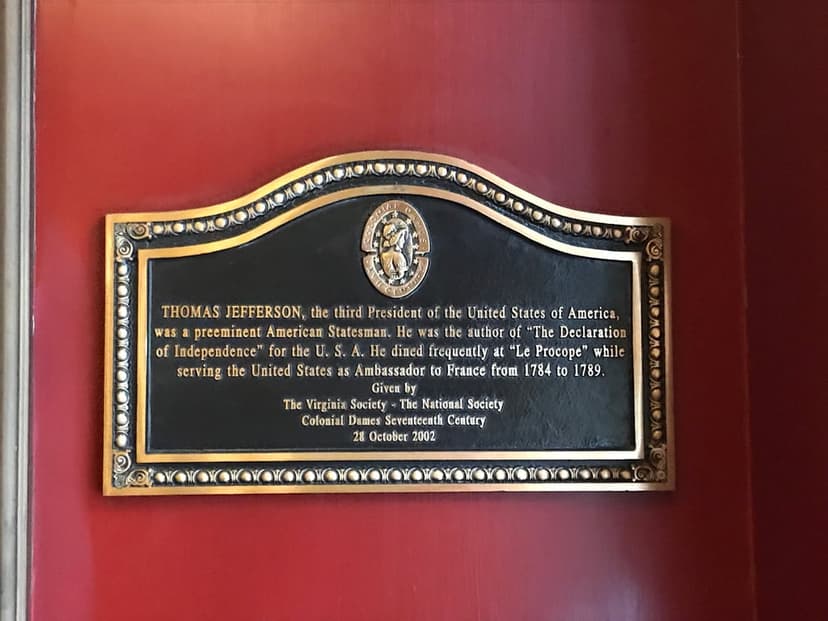 THOMAS JEFFERSON, the third President of the United States of America,
was a preeminent American Statesman. He was the author of "The Declaration
of Independence" for the U. S. A. He dined frequently at "Le Procope" while
serving the United States as Ambassador to France from 1784 to 1789.
Given by
The Virginia Society - The National Society
Colonial Dames Seventeenth Century
28 October 2002